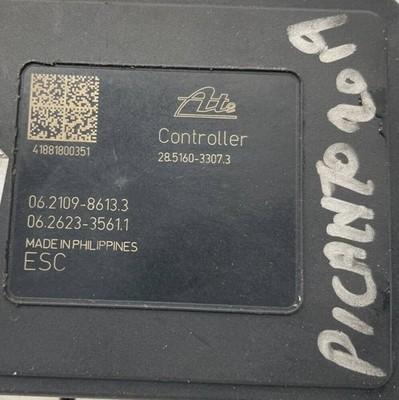 Ate
41881800351
Controller
28.5160-3307.3
06.2109-8613.3
06.2623-3561.1
MADE IN PHILIPPINES
ESC
PICANTO 2019